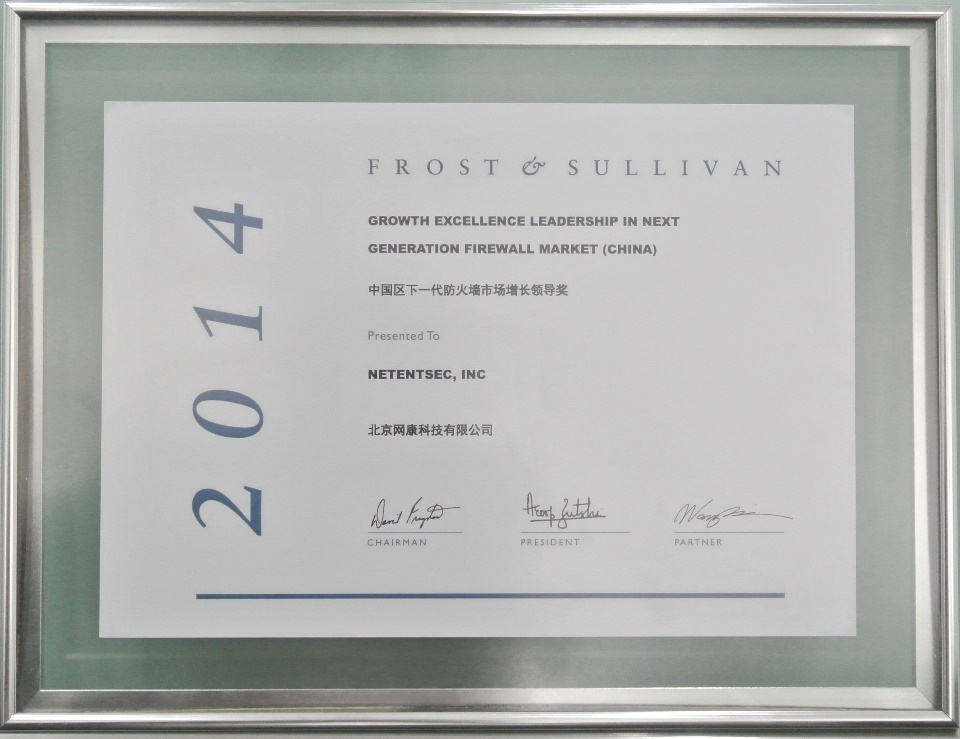 2014
FROST & SULLIVAN
GROWTH EXCELLENCE LEADERSHIP IN NEXT
GENERATION FIREWALL MARKET (CHINA)
中国区下一代防火墙市场增长领导奖
Presented To
NETENTSEC, INC
北京网康科技有限公司
CHAIRMAN
PRESIDENT
PARTNER